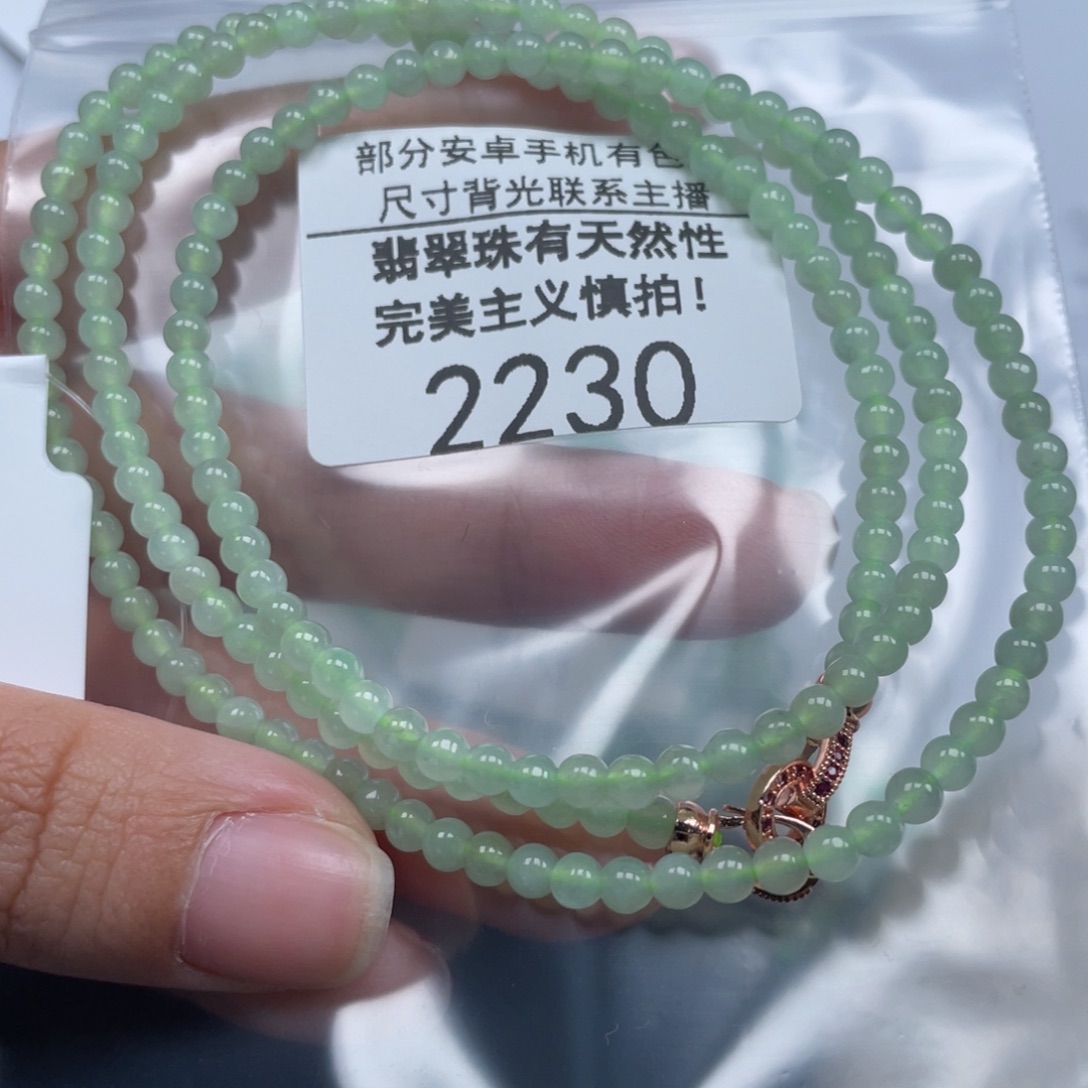 部分安卓手机有色
尺寸背光联系主播
翡翠珠有天然性
完美主义慎拍!
2230